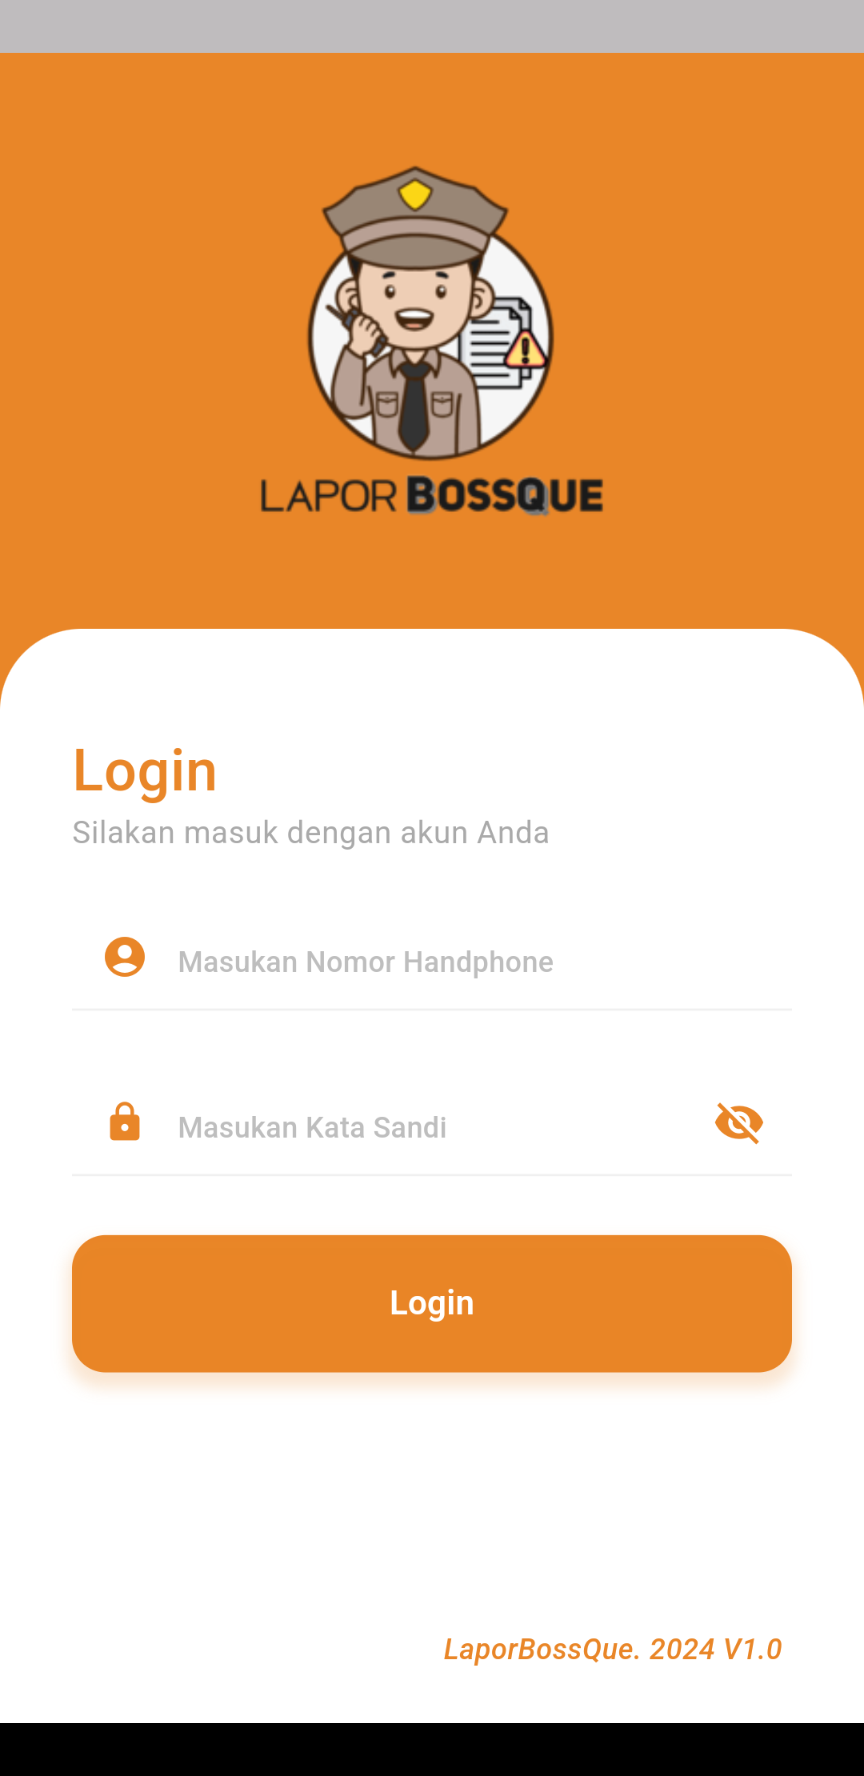 LAPOR BOSSQUE
Login
Silakan masuk dengan akun Anda
Masukan Nomor Handphone
Masukan Kata Sandi
Login
LaporBossQue. 2024 V1.0